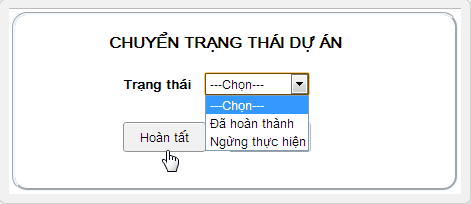 CHUYỂN TRẠNG THÁI DỰ ÁN
Trạng thái ---Chọn---
---Chọn---
Đã hoàn thành
Ngừng thực hiện
Hoàn tất